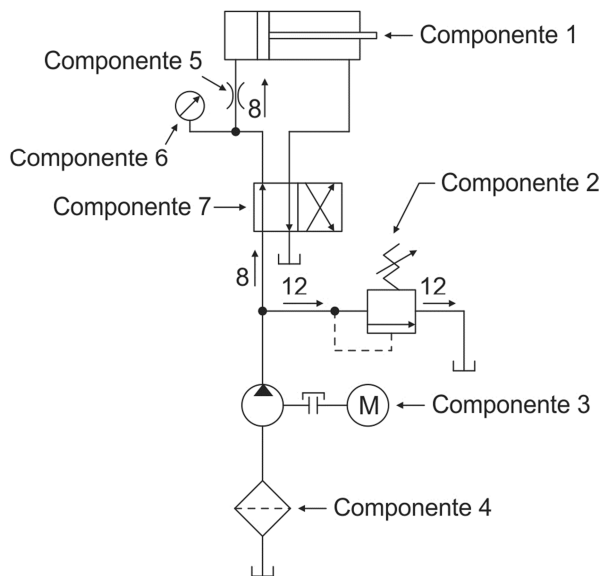 Componente 1
Componente 5
8
Componente 6
Componente 2
Componente 7
8
12
12
M
Componente 3
Componente 4